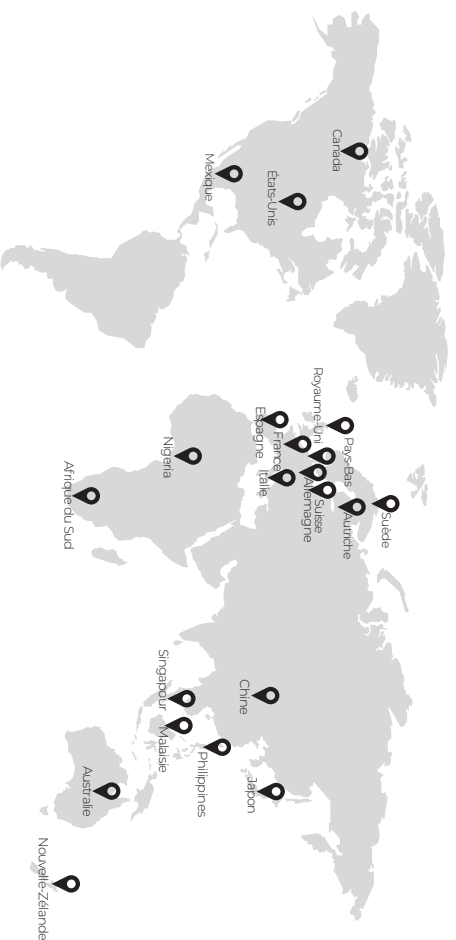 Canada
États-Unis
Mexique
Royaume-Uni
Pays-Bas
Suède
Autriche
Suisse
Allemagne
France
Espagne
Italie
Nigeria
Afrique du Sud
Chine
Japon
Philippines
Malaisie
Singapour
Australie
Nouvelle-Zélande